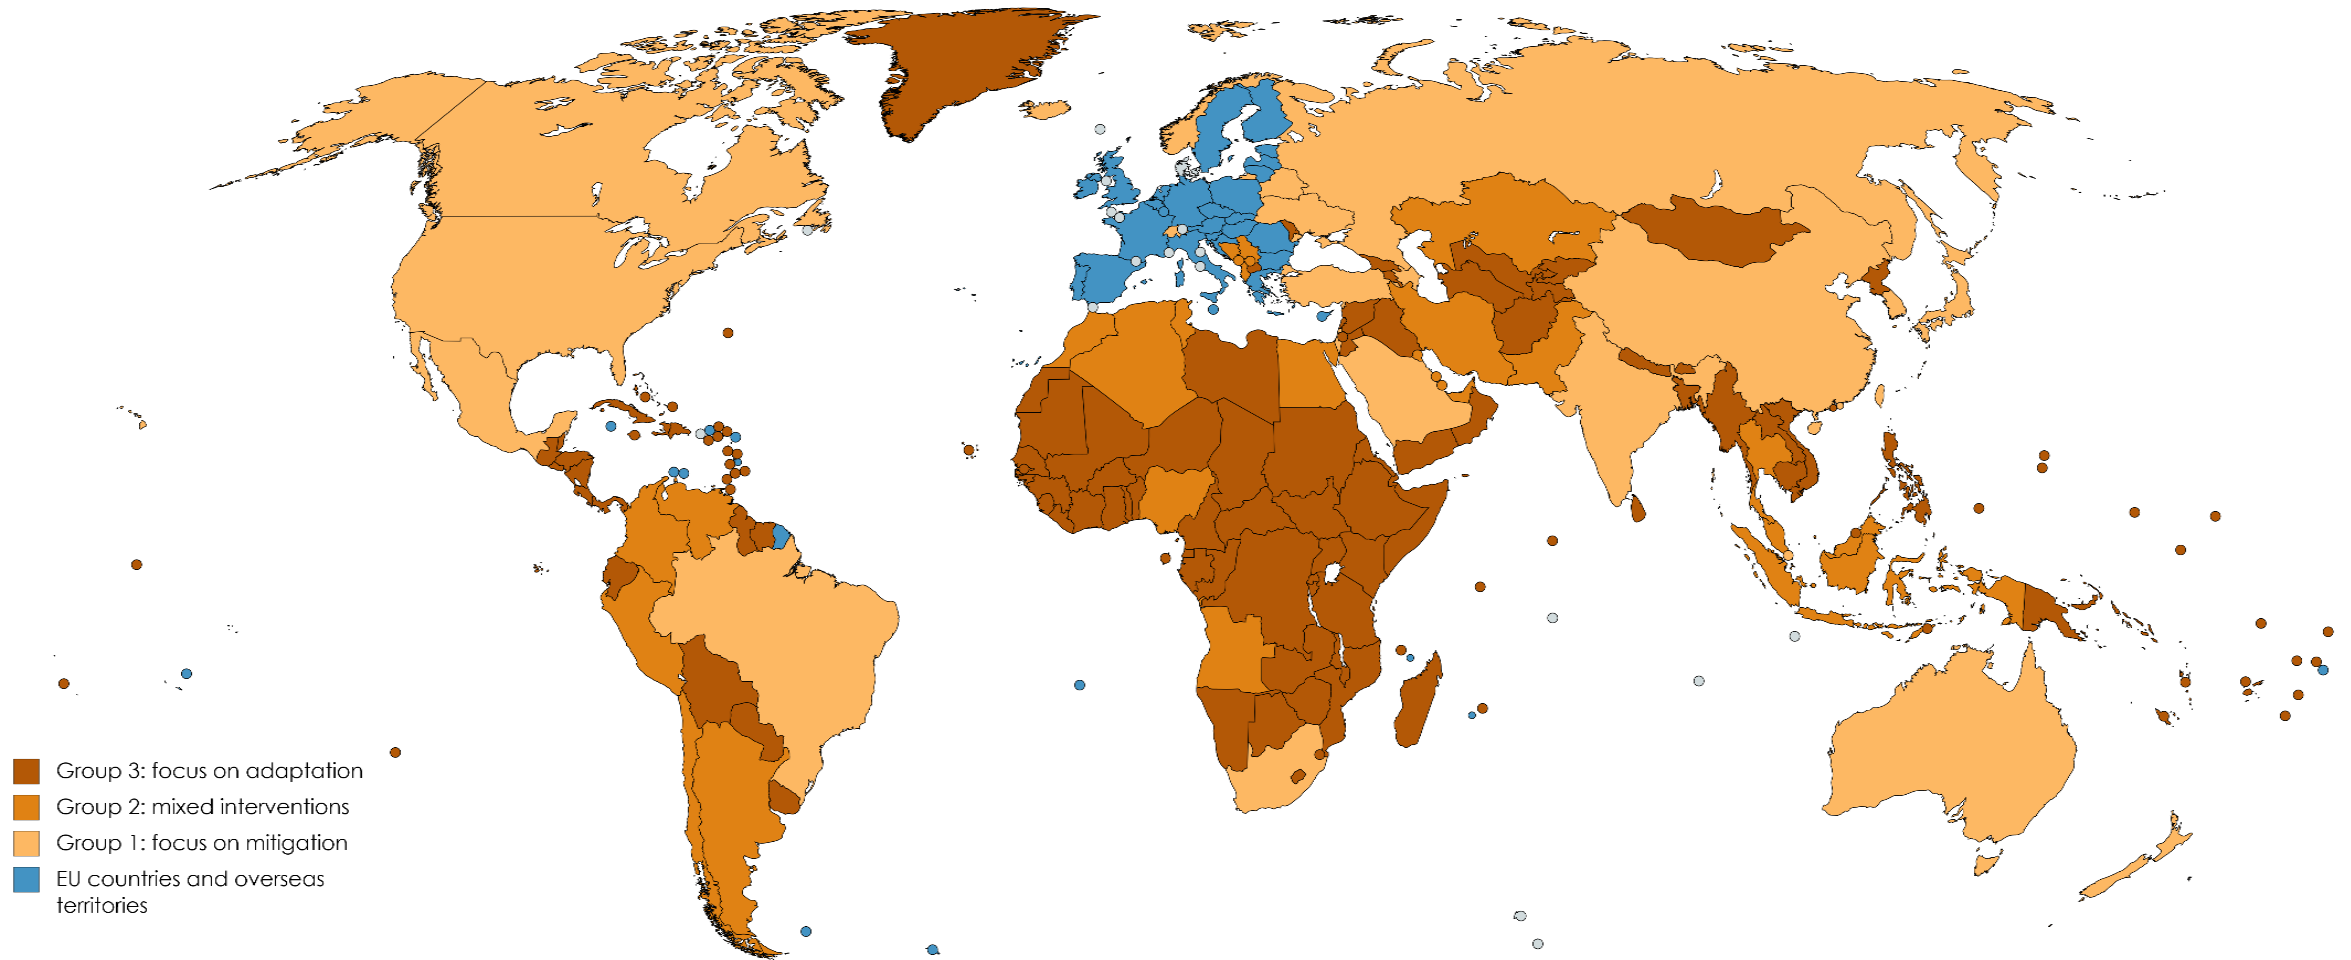 Group 3: focus on adaptation
Group 2: mixed interventions
Group 1: focus on mitigation
EU countries and overseas
territories